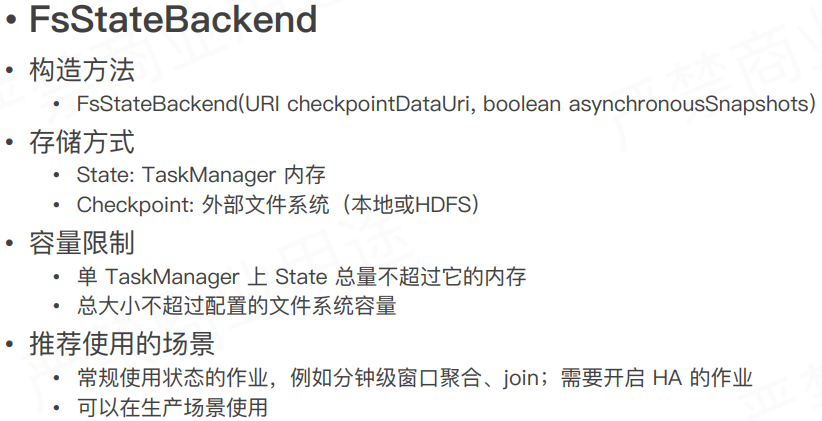 • FsStateBackend
• 构造方法
• FsStateBackend(URI checkpointDataUri, boolean asynchronousSnapshots)
• 存储方式
• State: TaskManager 内存
• Checkpoint: 外部文件系统（本地或HDFS）
• 容量限制
• 单 TaskManager 上 State 总量不超过它的内存
• 总大小不超过配置的文件系统容量
• 推荐使用的场景
• 常规使用状态的作业，例如分钟级窗口聚合、join；需要开启 HA 的作业
• 可以在生产场景使用